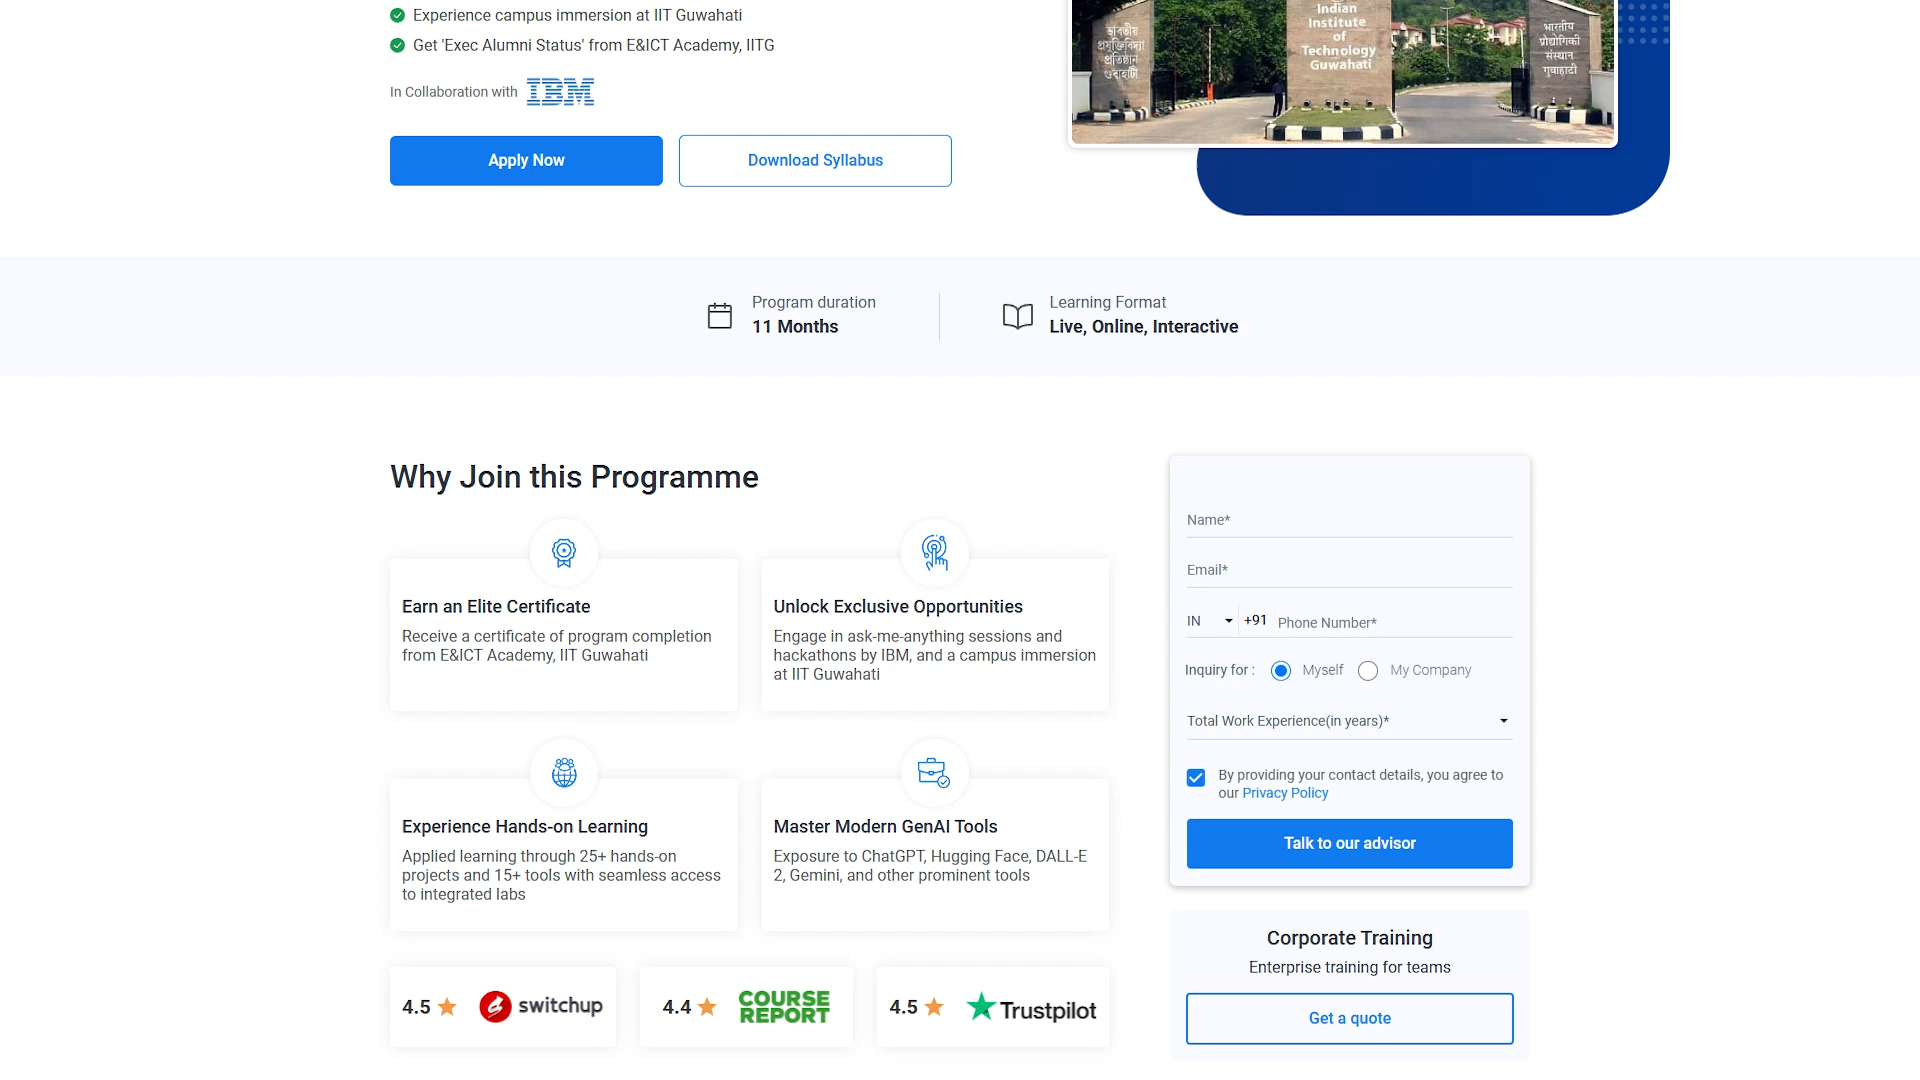 Experience campus immersion at IIT Guwahati
Get 'Exec Alumni Status' from E&ICT Academy, IITG
In Collaboration with IBM
Apply Now
Download Syllabus
ভাৰতীয়
প্ৰযুক্তিবিদ্যা
প্ৰতিষ্ঠান
গুৱাহাটী
Indian
Institute
of
Technology
Guwahati
भारतीय
प्रौद्योगिकी
संस्थान
गुवाहाटी
Program duration
11 Months
Learning Format
Live, Online, Interactive
Why Join this Programme
Earn an Elite Certificate
Receive a certificate of program completion
from E&ICT Academy, IIT Guwahati
Unlock Exclusive Opportunities
Engage in ask-me-anything sessions and
hackathons by IBM, and a campus immersion
at IIT Guwahati
Experience Hands-on Learning
Applied learning through 25+ hands-on
projects and 15+ tools with seamless access
to integrated labs
Master Modern GenAI Tools
Exposure to ChatGPT, Hugging Face, DALL-E
2, Gemini, and other prominent tools
4.5 switchup
4.4 COURSE
REPORT
4.5 Trustpilot
Name*
Email*
IN +91 Phone Number*
Inquiry for : Myself My Company
Total Work Experience(in years)*
By providing your contact details, you agree to
our Privacy Policy
Talk to our advisor
Corporate Training
Enterprise training for teams
Get a quote